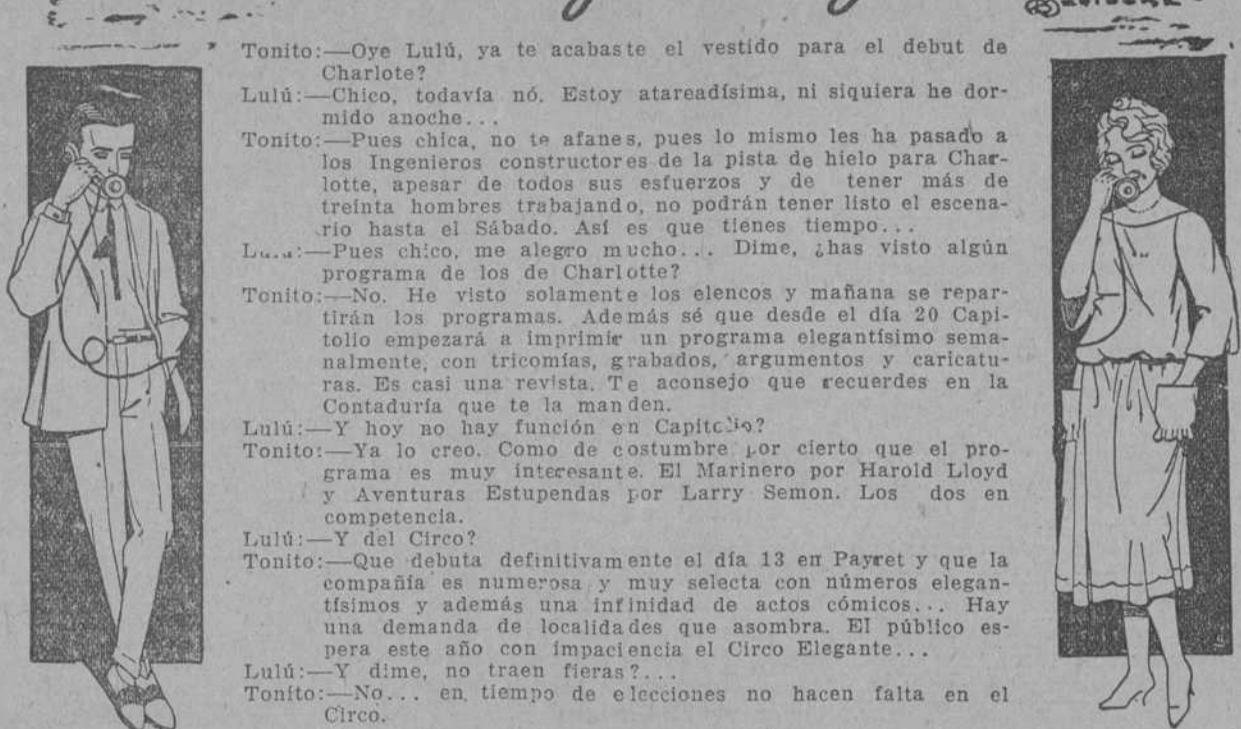 Tonito:—Oye Lulú, ya te acabaste el vestido para el debut de
Charlote?
Lulú:—Chico, todavía nó. Estoy atareadísima, ni siquiera he dor-
mido anoche...
Tonito:—Pues chica, no te afanes, pues lo mismo les ha pasado a
los Ingenieros constructores de la pista de hielo para Char-
lotte, apesar de todos sus esfuerzos y de tener más de
treinta hombres trabajando, no podrán tener listo el escena-
rio hasta el Sábado. Así es que tienes tiempo...
:—Pues chico, me alegro mucho... Dime, ¿has visto algún
programa de los de Charlotte?
Tonito:—No. He visto solamente los elencos y mañana se repar-
tirán los programas. Además sé que desde el día 20 Capi-
tolio empezará a imprimir un programa elegantísimo sema-
nalmente, con tricomías, grabados, argumentos y caricatu-
ras. Es casi una revista. Te aconsejo que recuerdes en la
Contaduría que te la manden.
Lulú:—Y hoy no hay función en Capitolio?
Tonito:—Ya lo creo. Como de costumbre por cierto que el pro-
grama es muy interesante. El Marinero por Harold Lloyd
y Aventuras Estupendas por Larry Semon. Los dos en
competencia.
Lulú:—Y del Circo?
Tonito:—Que debuta definitivamente el día 13 en Payret y que la
compañía es numerosa y muy selecta con números elegan-
tísimos y además una infinidad de actos cómicos... Hay
una demanda de localidades que asombra. El público es-
pera este año con impaciencia el Circo Elegante...
Lulú:—Y dime, no traen fieras?...
Tonito:—No... en tiempo de elecciones no hacen falta en el
Circo.